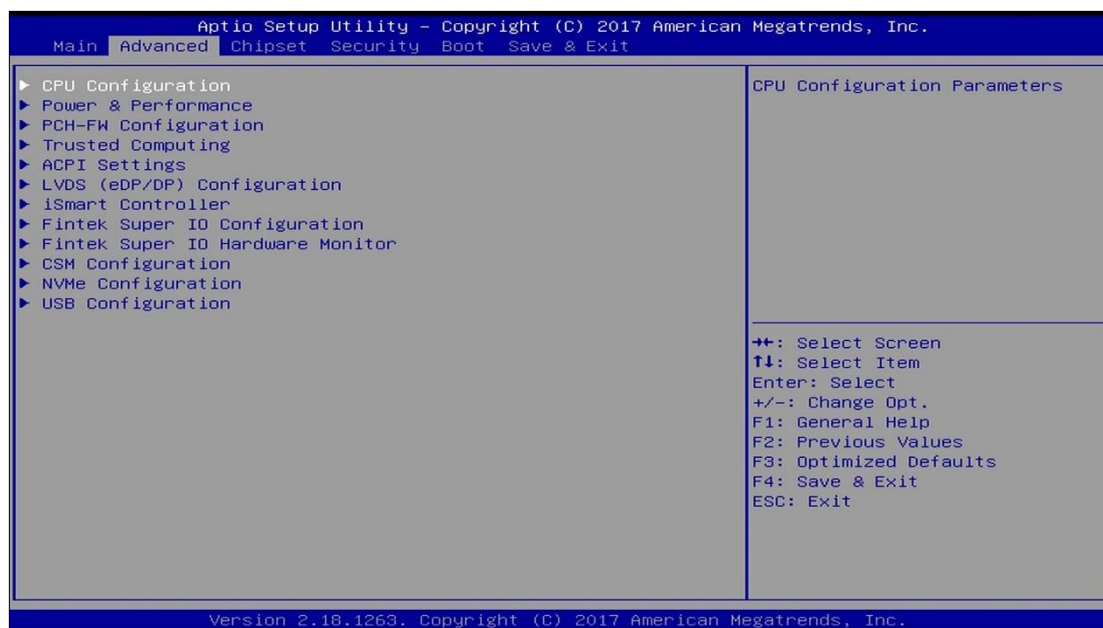 Aptio Setup Utility – Copyright (C) 2017 American Megatrends, Inc.
Main Advanced Chipset Security Boot Save & Exit
▶ CPU Configuration
▶ Power & Performance
▶ PCH-FW Configuration
▶ Trusted Computing
▶ ACPI Settings
▶ LVDS (eDP/DP) Configuration
▶ iSmart Controller
▶ Fintek Super IO Configuration
▶ Fintek Super IO Hardware Monitor
▶ CSM Configuration
▶ NVMe Configuration
▶ USB Configuration
CPU Configuration Parameters
→←: Select Screen
↑↓: Select Item
Enter: Select
+/-: Change Opt.
F1: General Help
F2: Previous Values
F3: Optimized Defaults
F4: Save & Exit
ESC: Exit
Version 2.18.1263. Copyright (C) 2017 American Megatrends, Inc.